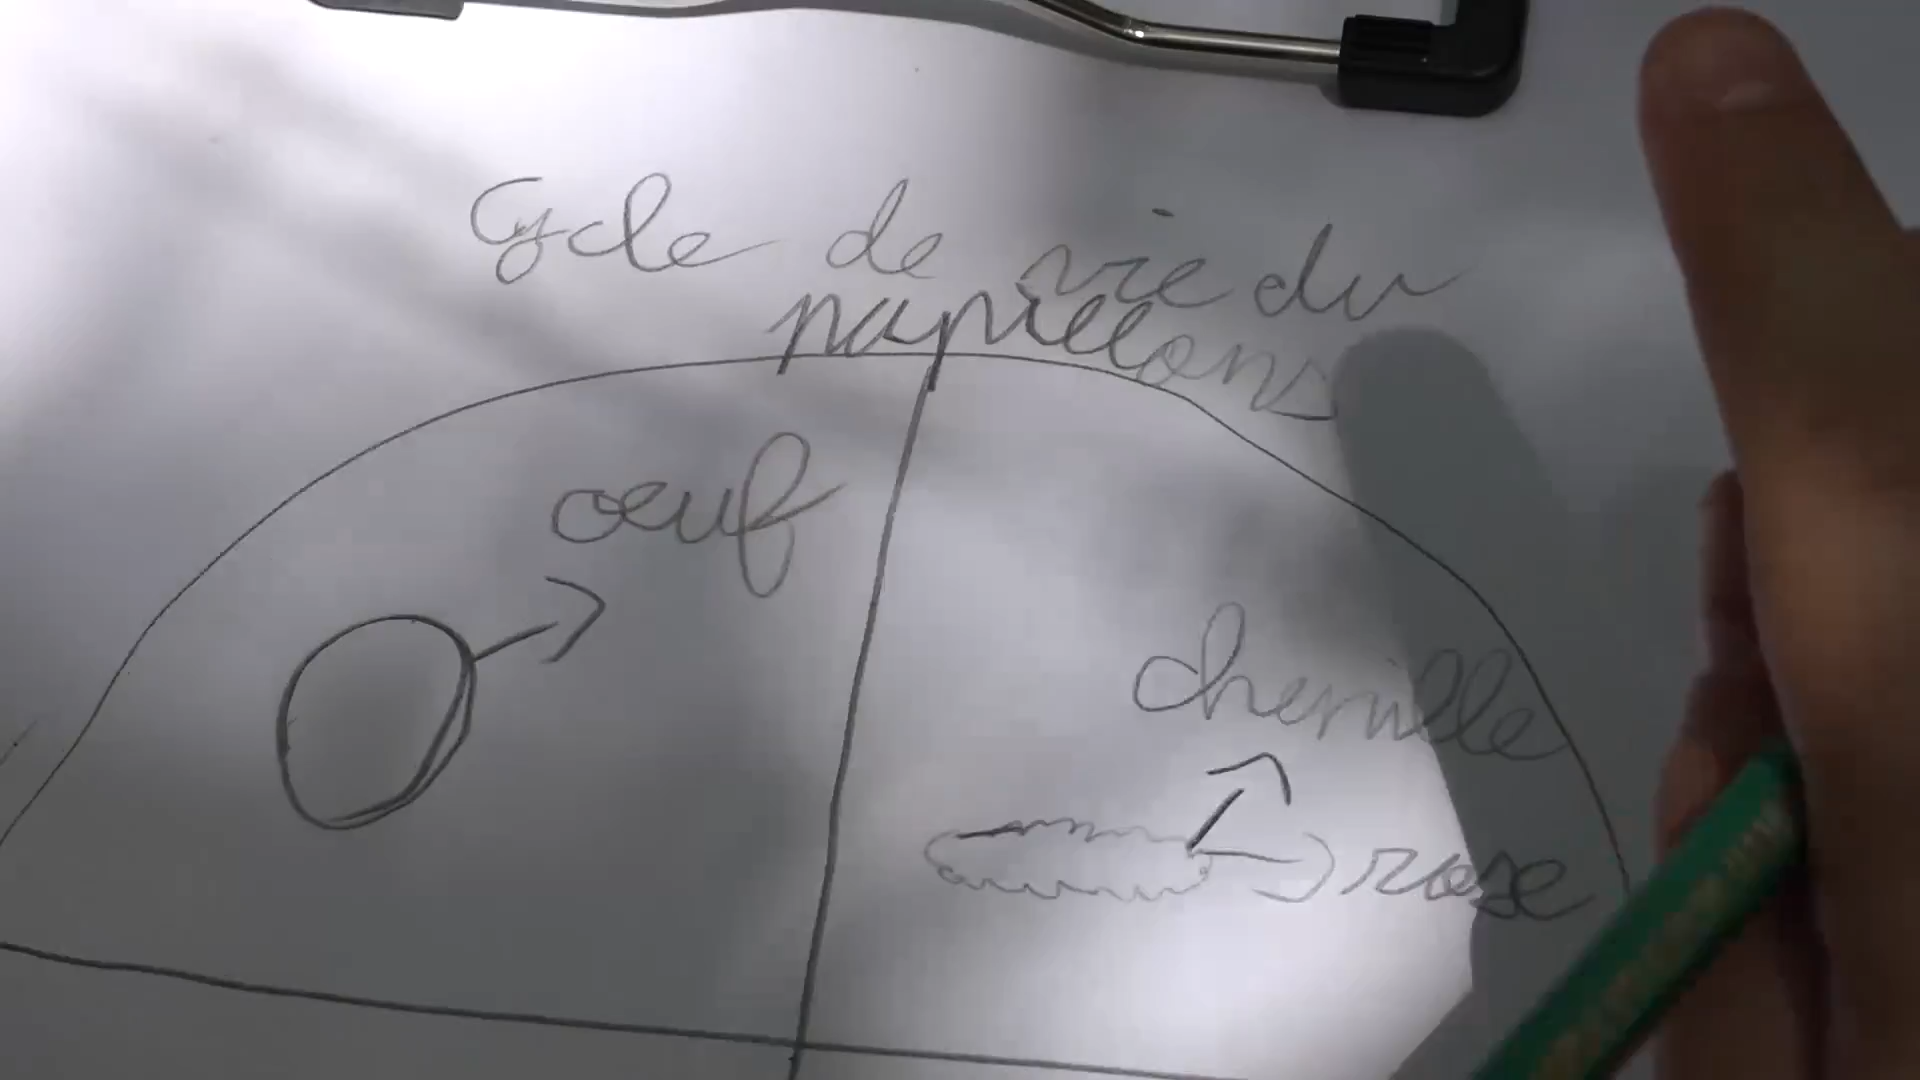 Cycle de vie du
papillons
oeuf
chenille
rose